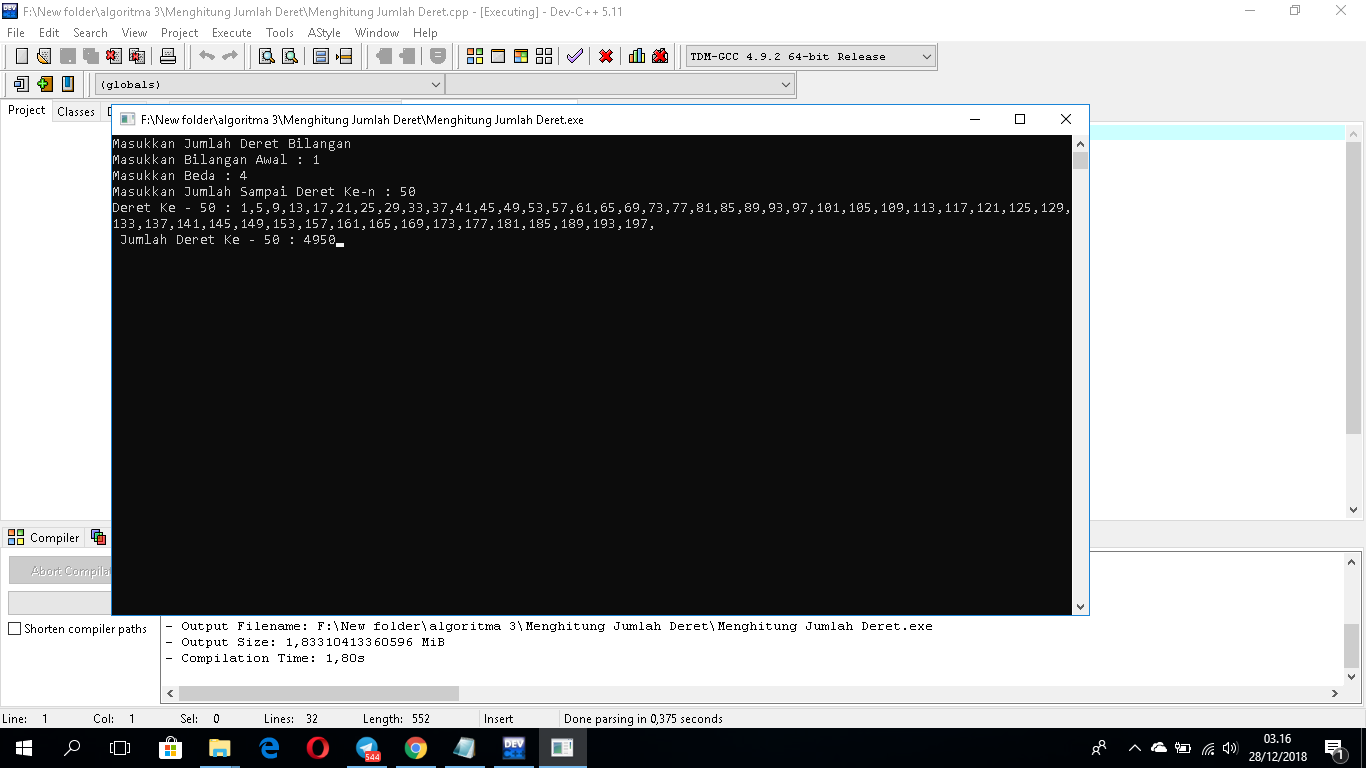 F:\New folder\algoritma 3\Menghitung Jumlah Deret\Menghitung Jumlah Deret.cpp - [Executing] - Dev-C++ 5.11
File Edit Search View Project Execute Tools AStyle Window Help
TDM-GCC 4.9.2 64-bit Release
(globals)
Project Classes
F:\New folder\algoritma 3\Menghitung Jumlah Deret\Menghitung Jumlah Deret.exe
Masukkan Jumlah Deret Bilangan
Masukkan Bilangan Awal : 1
Masukkan Beda : 4
Masukkan Jumlah Sampai Deret Ke-n : 50
Deret Ke - 50 : 1,5,9,13,17,21,25,29,33,37,41,45,49,53,57,61,65,69,73,77,81,85,89,93,97,101,105,109,113,117,121,125,129,
133,137,141,145,149,153,157,161,165,169,173,177,181,185,189,193,197,
Jumlah Deret Ke - 50 : 4950
Compiler
Abort Compilat
Shorten compiler paths
- Output Filename: F:\New folder\algoritma 3\Menghitung Jumlah Deret\Menghitung Jumlah Deret.exe
- Output Size: 1,83310413360596 MiB
- Compilation Time: 1,80s
Line: 1 Col: 1 Sel: 0 Lines: 32 Length: 552 Insert Done parsing in 0,375 seconds
544
DEV
03.16
28/12/2018
1